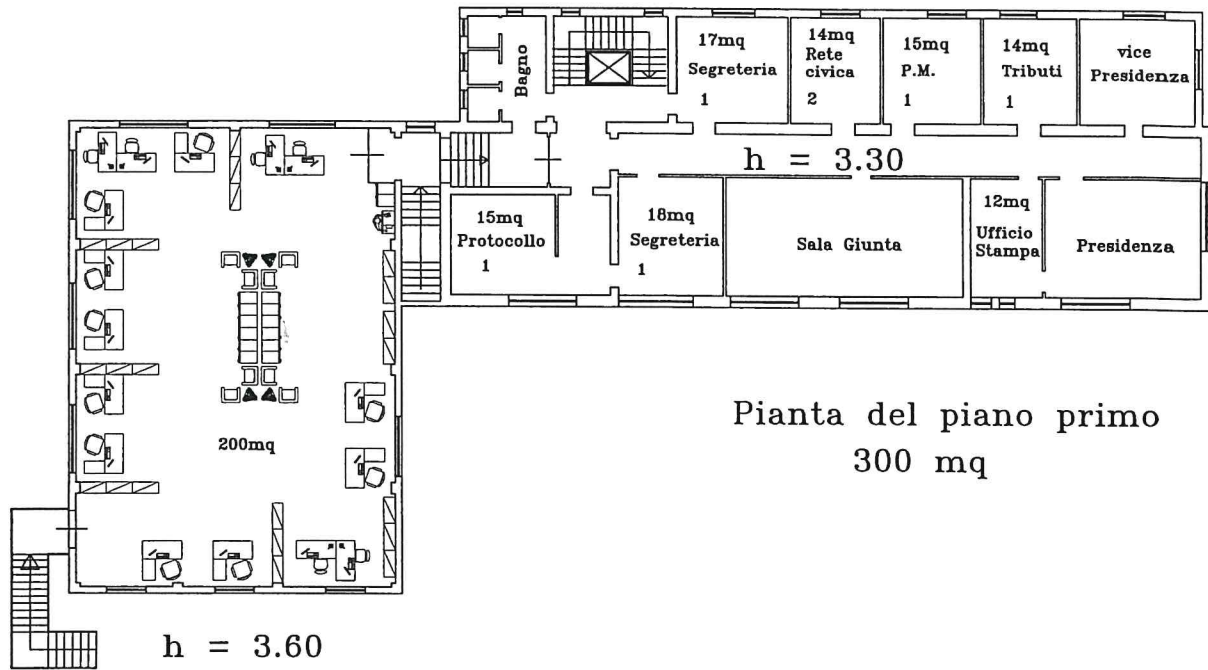 Bagno
17mq
Segreteria
1
14mq
Rete
civica
2
15mq
P.M.
1
14mq
Tributi
1
vice
Presidenza
h = 3.30
15mq
Protocollo
1
18mq
Segreteria
1
Sala Giunta
12mq
Ufficio
Stampa
Presidenza
200mq
Pianta del piano primo
300 mq
h = 3.60